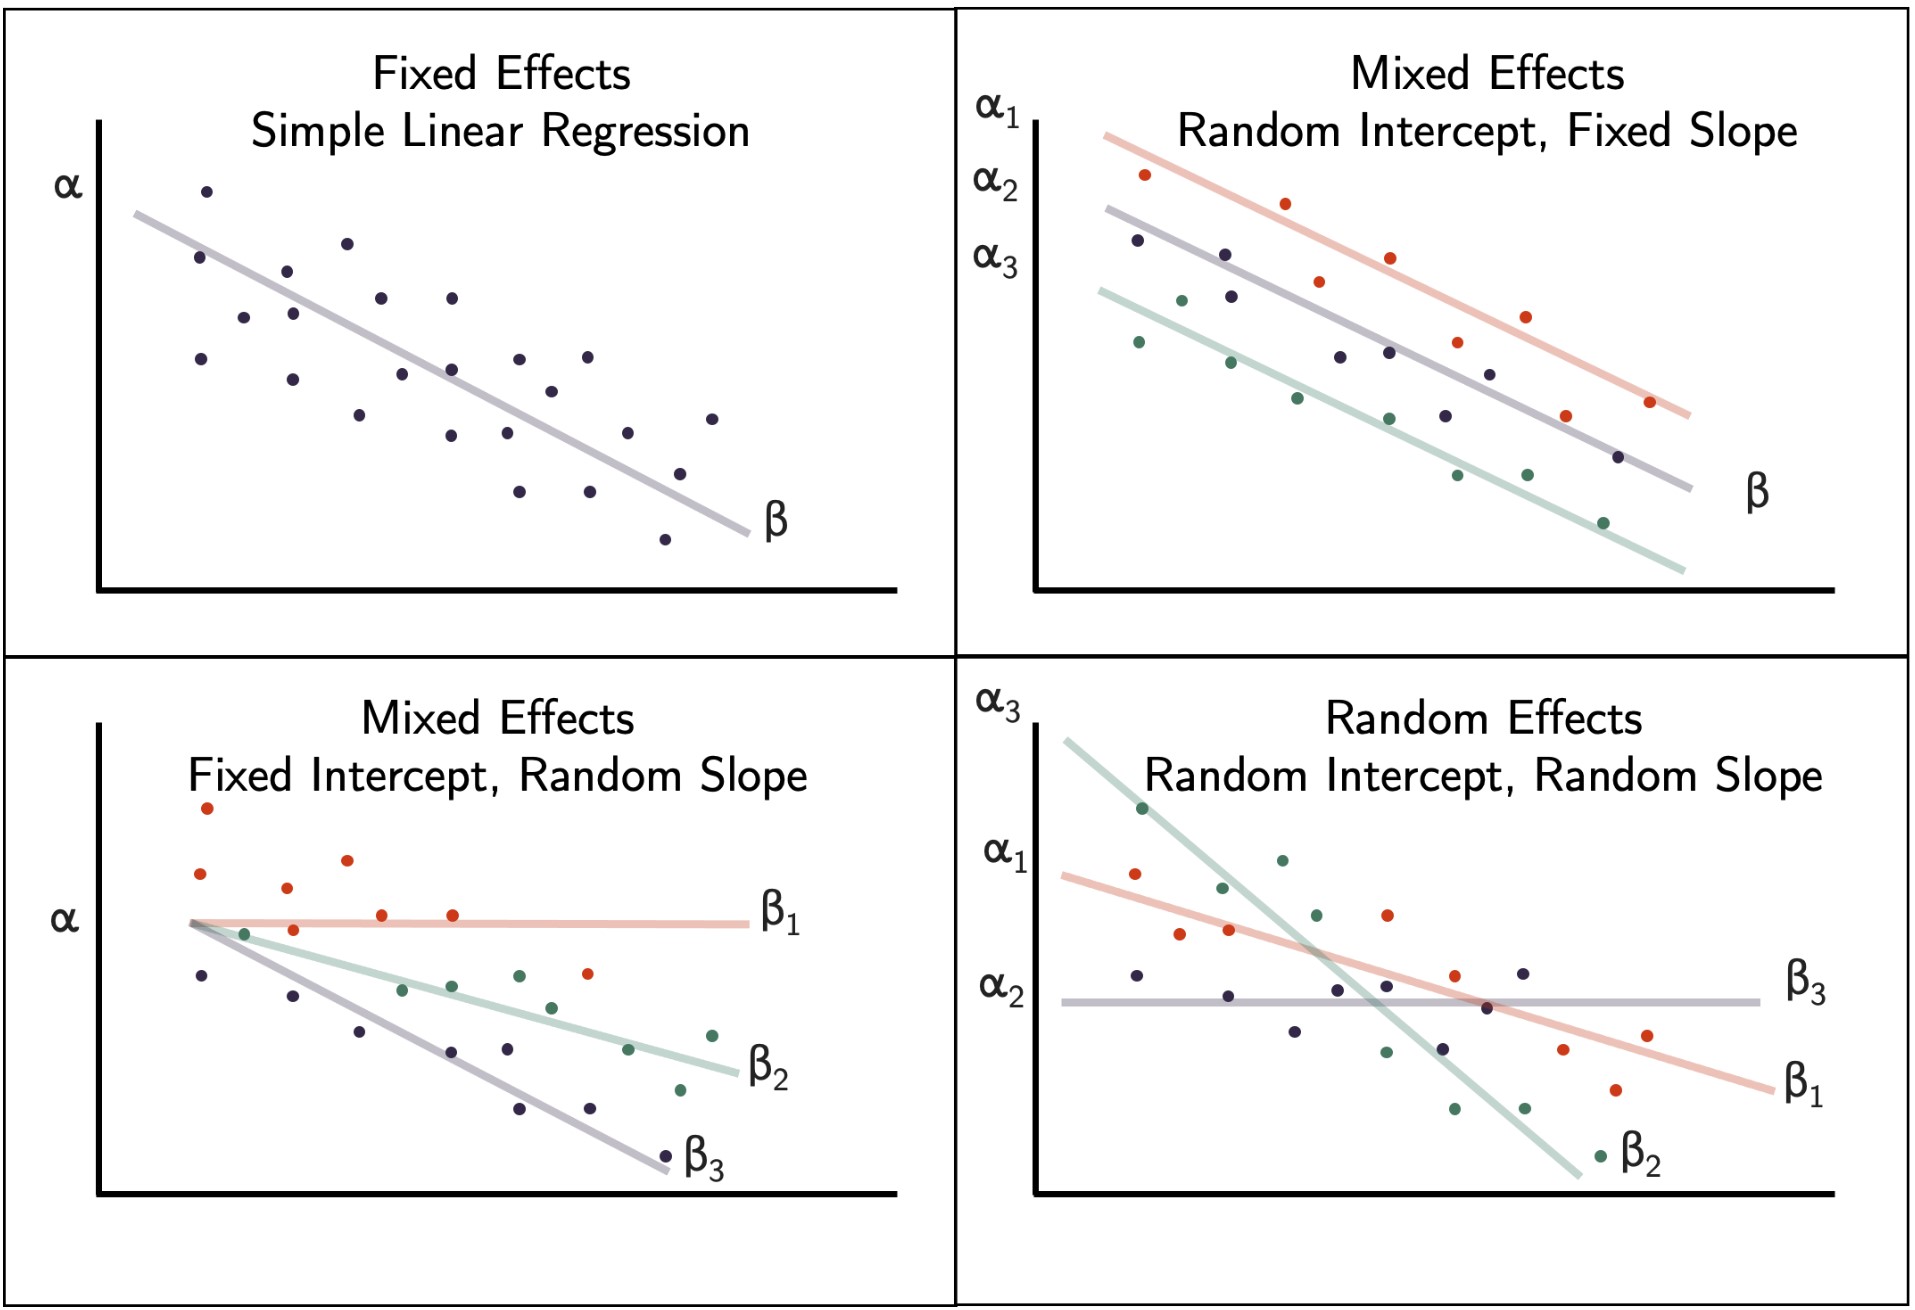 Fixed Effects
Simple Linear Regression
α
β
Mixed Effects
Random Intercept, Fixed Slope
α₁
α₂
α₃
β
Mixed Effects
Fixed Intercept, Random Slope
α
β₁
β₂
β₃
Random Effects
Random Intercept, Random Slope
α₃
α₁
α₂
β₃
β₁
β₂